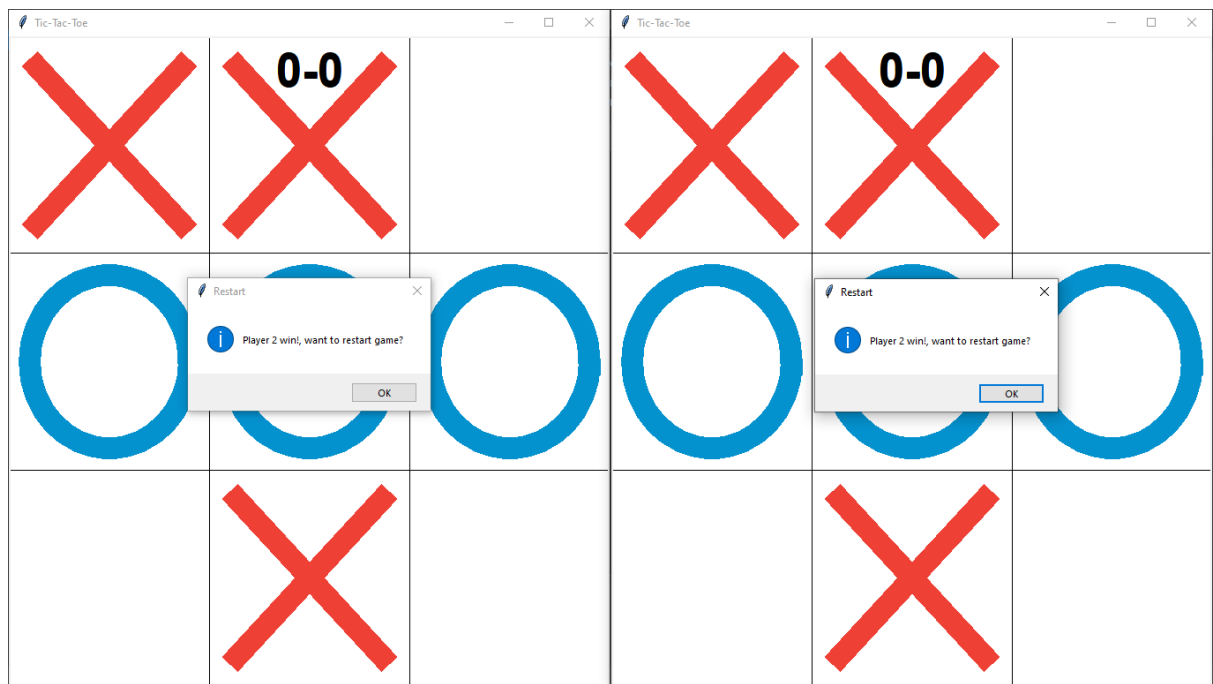 Tic-Tac-Toe
0-0
Restart
Player 2 win!, want to restart game?
OK
Tic-Tac-Toe
0-0
Restart
Player 2 win!, want to restart game?
OK